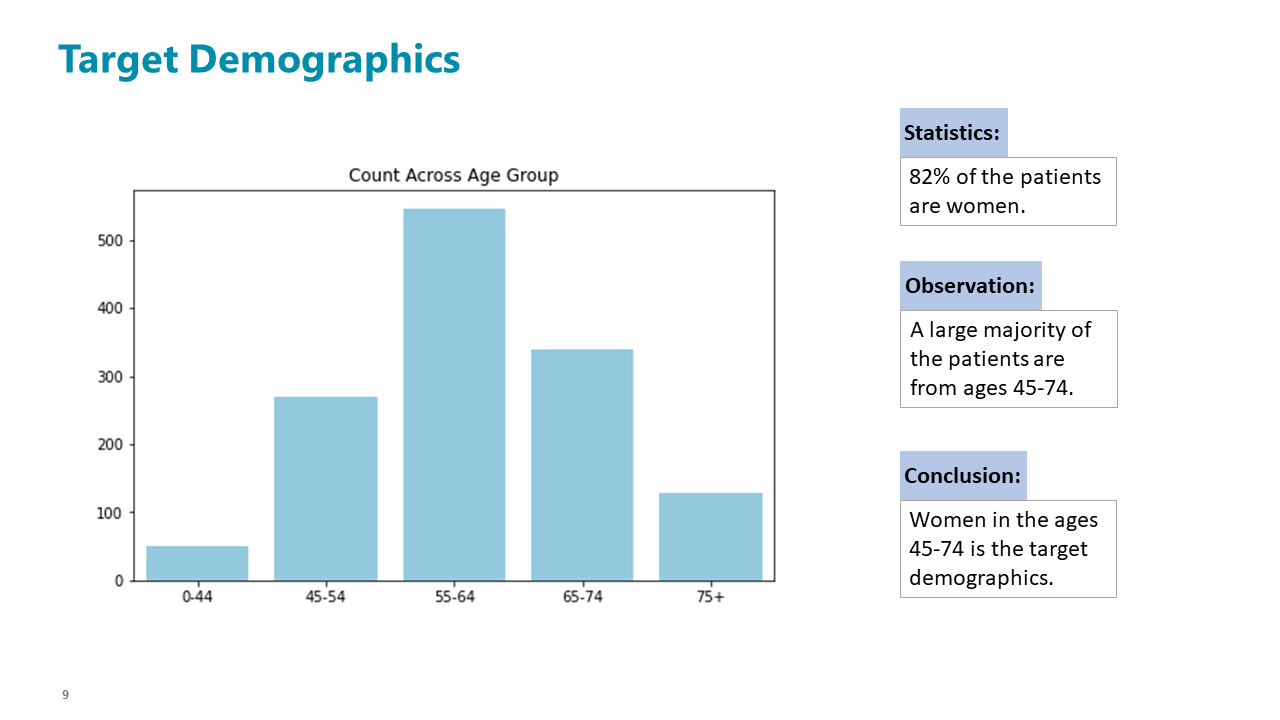 Target Demographics
Count Across Age Group
500
400
300
200
100
0
0-44
45-54
55-64
65-74
75+
Statistics:
82% of the patients
are women.
Observation:
A large majority of
the patients are
from ages 45-74.
Conclusion:
Women in the ages
45-74 is the target
demographics.
9